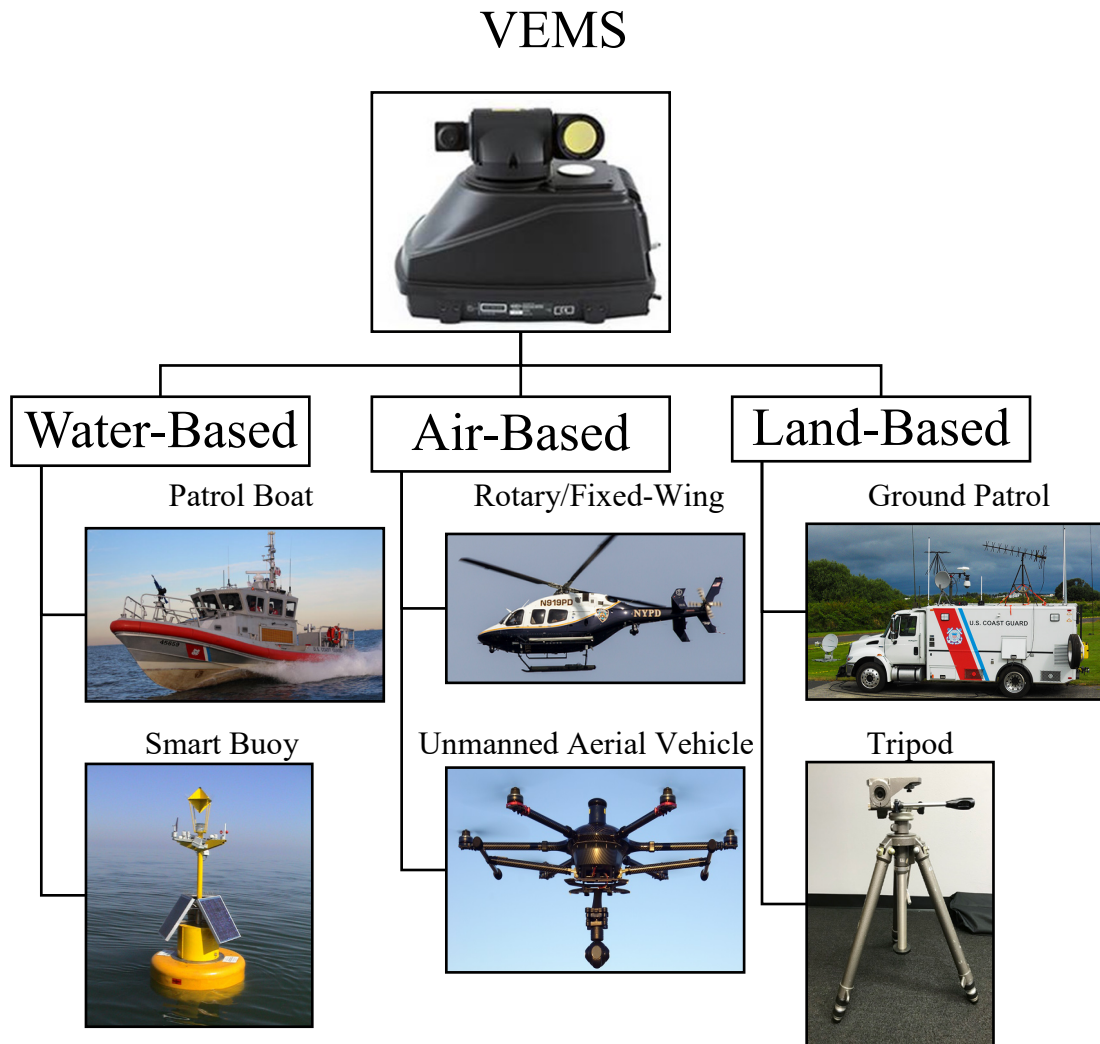 VEMS
Water-Based
Air-Based
Land-Based
Patrol Boat
Rotary/Fixed-Wing
Ground Patrol
45669
N919PD
NYPD
U.S. COAST GUARD
Smart Buoy
Unmanned Aerial Vehicle
Tripod